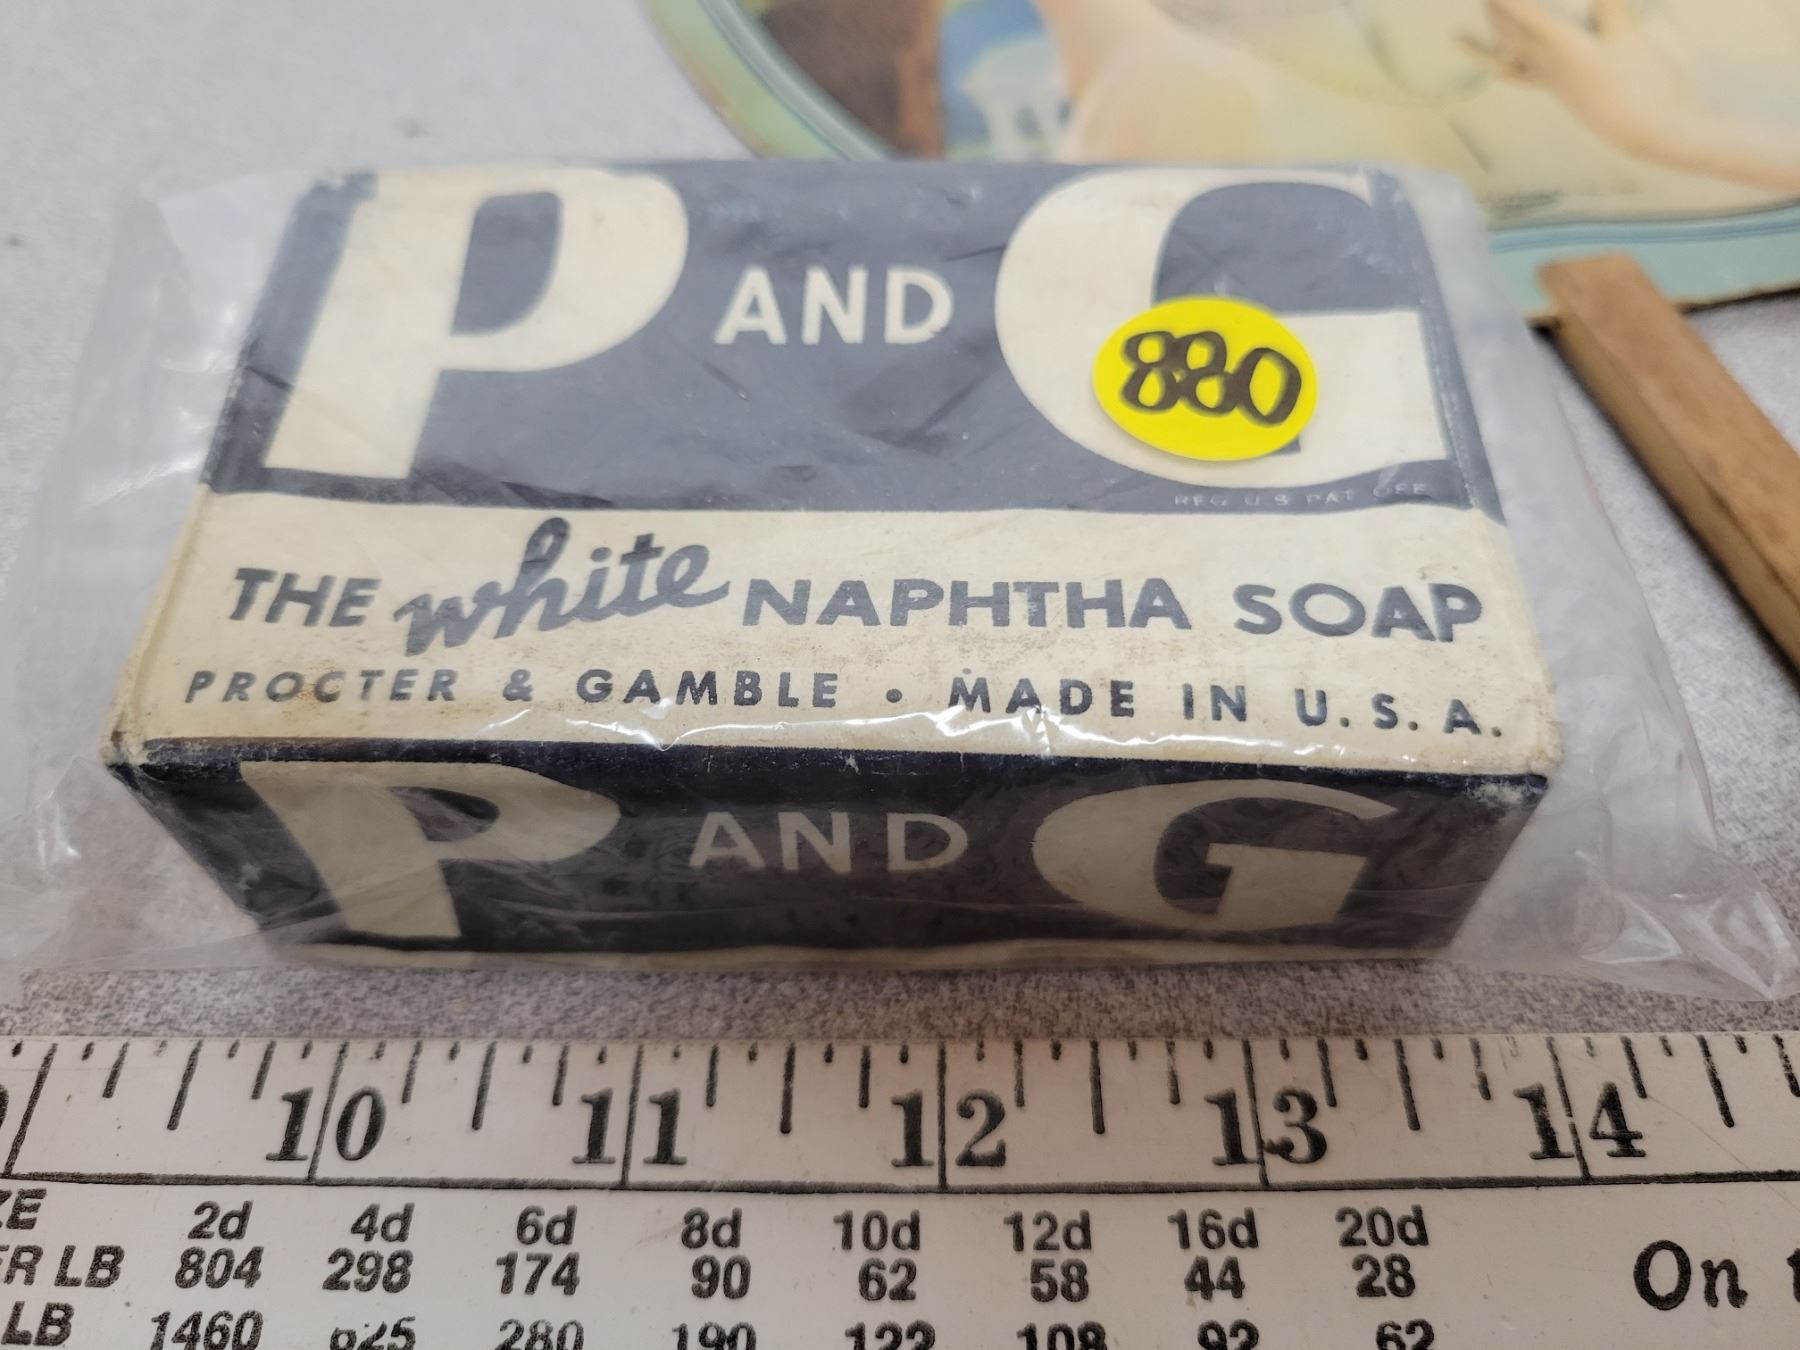 P AND G
880
REG U S PAT OFF
THE white NAPHTHA SOAP
PROCTER & GAMBLE • MADE IN U.S.A.
P AND G
10 11 12 13 14
2d 4d 6d 8d 10d 12d 16d 20d
LB 804 298 174 90 62 58 44 28
On
LB 1460 625 280 190 122 108 92 62